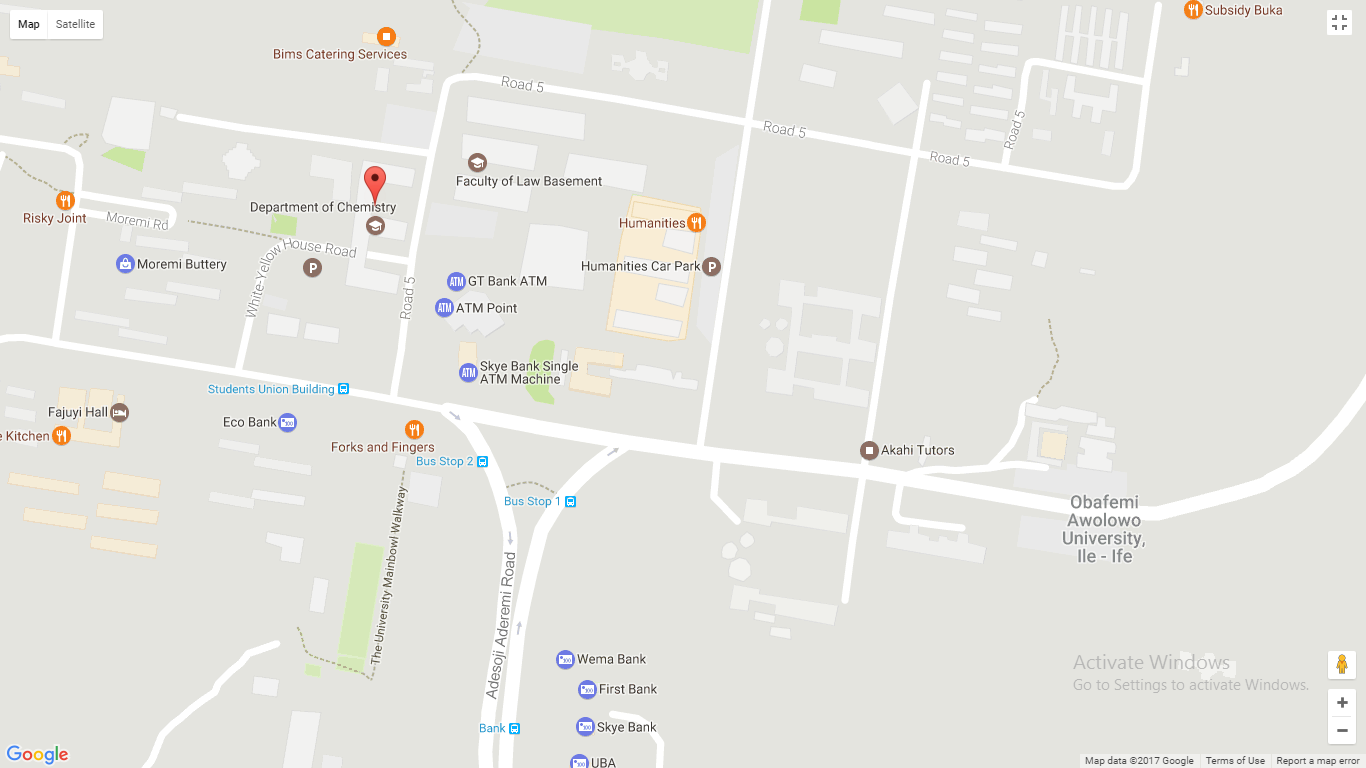 Map
Satellite
Subsidy Buka
Bims Catering Services
Road 5
Road 5
Road 5
Road 5
Faculty of Law Basement
Department of Chemistry
Risky Joint
Moremi Rd
Humanities
White-Yellow House Road
Moremi Buttery
P
Humanities Car Park
P
ATM
GT Bank ATM
Road 5
ATM
ATM Point
ATM
Skye Bank Single
ATM Machine
Students Union Building
Fajuyi Hall
Eco Bank
e Kitchen
Forks and Fingers
Bus Stop 2
Akahi Tutors
Bus Stop 1
Obafemi
Awolowo
University,
Ile - Ife
The University Mainbowl Walkway
Adesoji Aderemi Road
Wema Bank
First Bank
Skye Bank
Bank
UBA
Activate Windows
Go to Settings to activate Windows.
Google
Map data ©2017 Google
Terms of Use
Report a map error